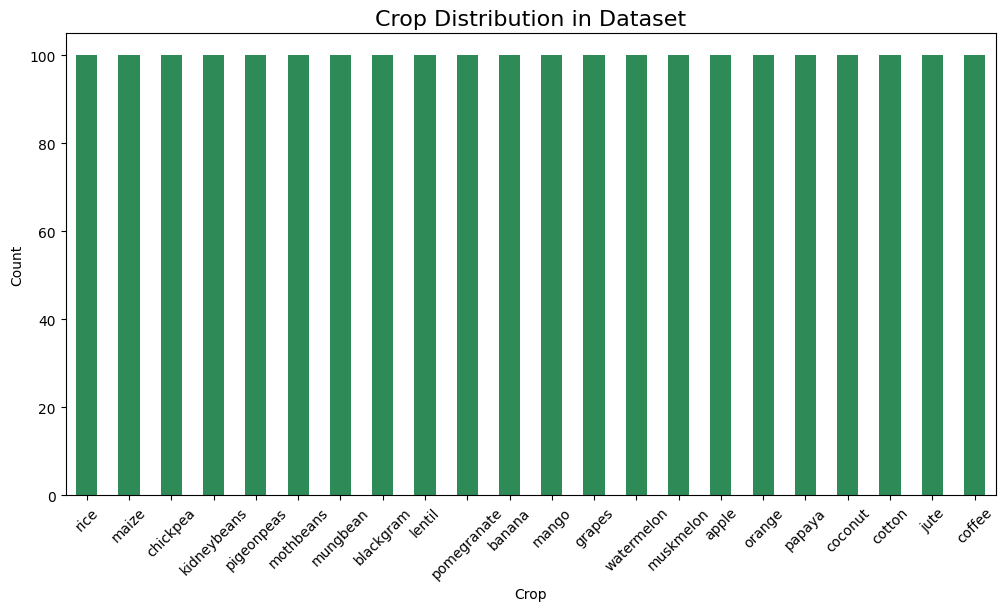 Crop Distribution in Dataset
100
80
60
40
20
0
Count
rice
maize
chickpea
kidneybeans
pigeonpeas
mothbeans
mungbean
blackgram
lentil
pomegranate
banana
mango
grapes
watermelon
muskmelon
apple
orange
papaya
coconut
cotton
jute
coffee
Crop